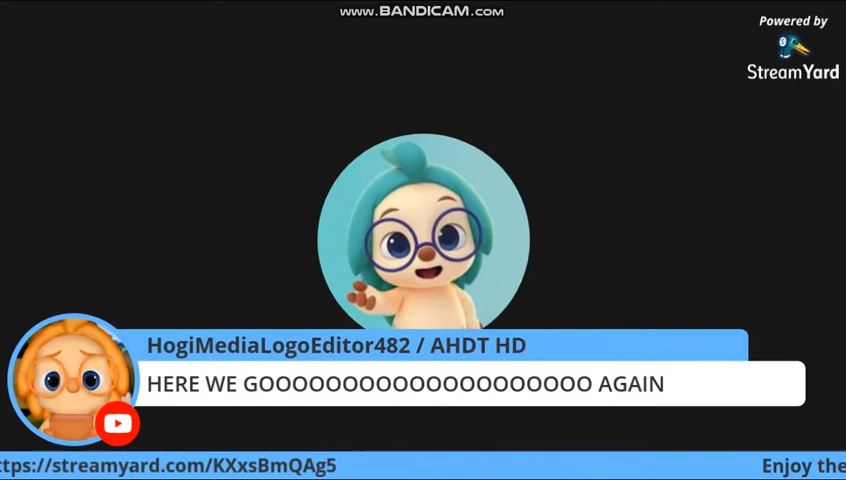 www.BANDICAM.com
Powered by
StreamYard
HogiMediaLogoEditor482 / AHDT HD
HERE WE GOOOOOOOOOOOOOOOOOOOO AGAIN
ttps://streamyard.com/KXxsBmQAg5
Enjoy the